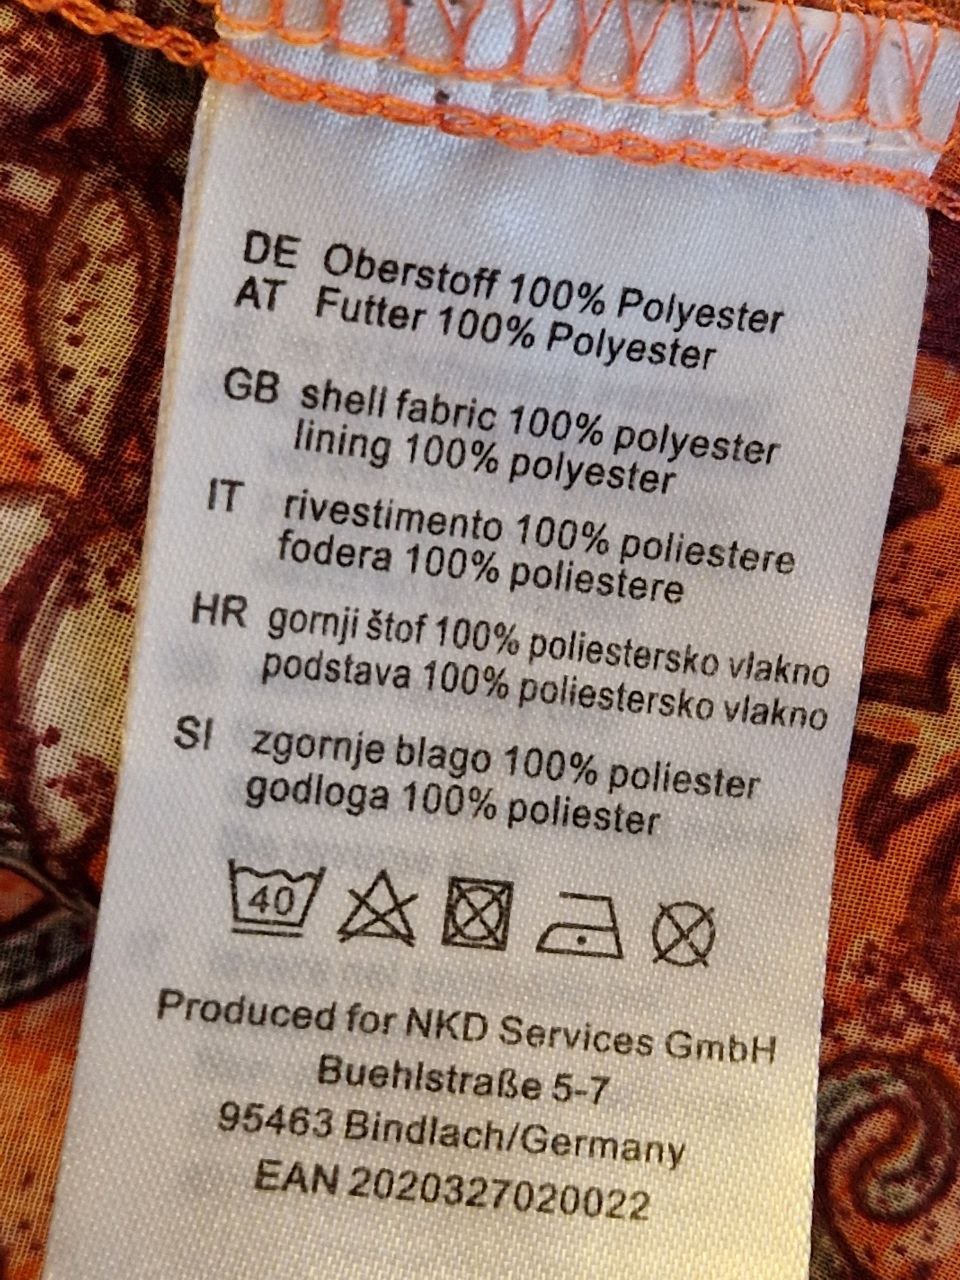 DE Oberstoff 100% Polyester
AT Futter 100% Polyester
GB shell fabric 100% polyester
lining 100% polyester
IT rivestimento 100% poliestere
fodera 100% poliestere
HR gornji štof 100% poliestersko vlakno
podstava 100% poliestersko vlakno
SI zgornje blago 100% poliester
godloga 100% poliester
40
Produced for NKD Services GmbH
Buehlstraße 5-7
95463 Bindlach/Germany
EAN 2020327020022